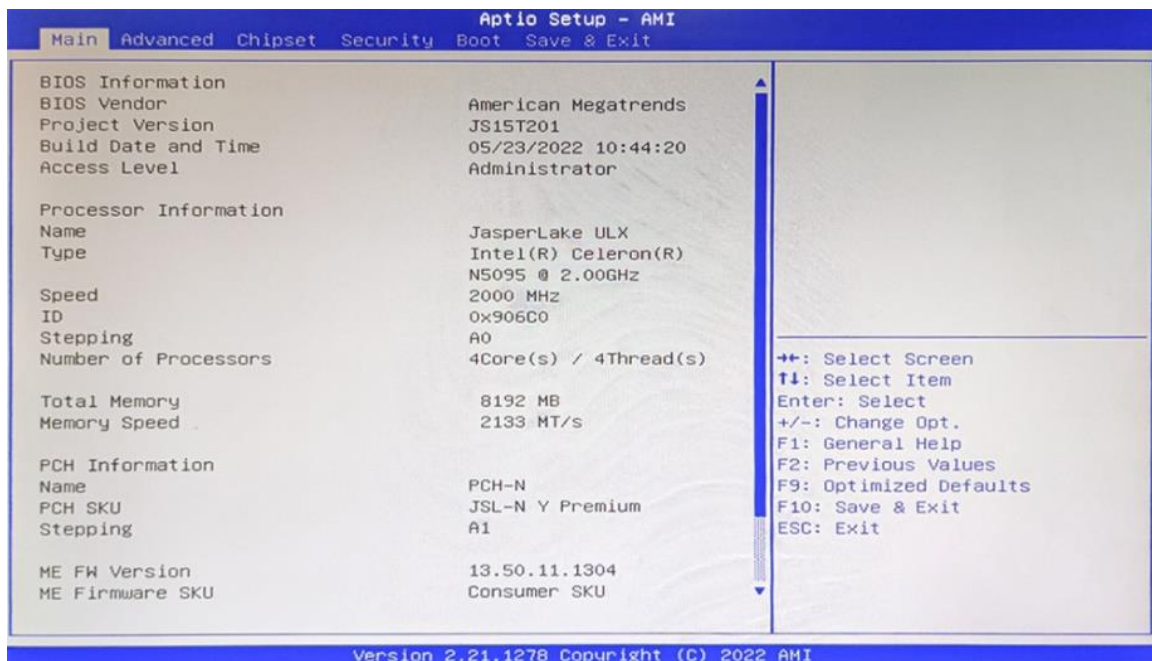 Aptio Setup – AMI
Main Advanced Chipset Security Boot Save & Exit
BIOS Information
BIOS Vendor American Megatrends
Project Version JS15T201
Build Date and Time 05/23/2022 10:44:20
Access Level Administrator
Processor Information
Name JasperLake ULX
Type Intel(R) Celeron(R)
N5095 @ 2.00GHz
Speed 2000 MHz
ID 0x906C0
Stepping A0
Number of Processors 4Core(s) / 4Thread(s)
Total Memory 8192 MB
Memory Speed 2133 MT/s
PCH Information
Name PCH-N
PCH SKU JSL-N Y Premium
Stepping A1
ME FW Version 13.50.11.1304
ME Firmware SKU Consumer SKU
→←: Select Screen
↑↓: Select Item
Enter: Select
+/-: Change Opt.
F1: General Help
F2: Previous Values
F9: Optimized Defaults
F10: Save & Exit
ESC: Exit
Version 2.21.1278 Copyright (C) 2022 AMI